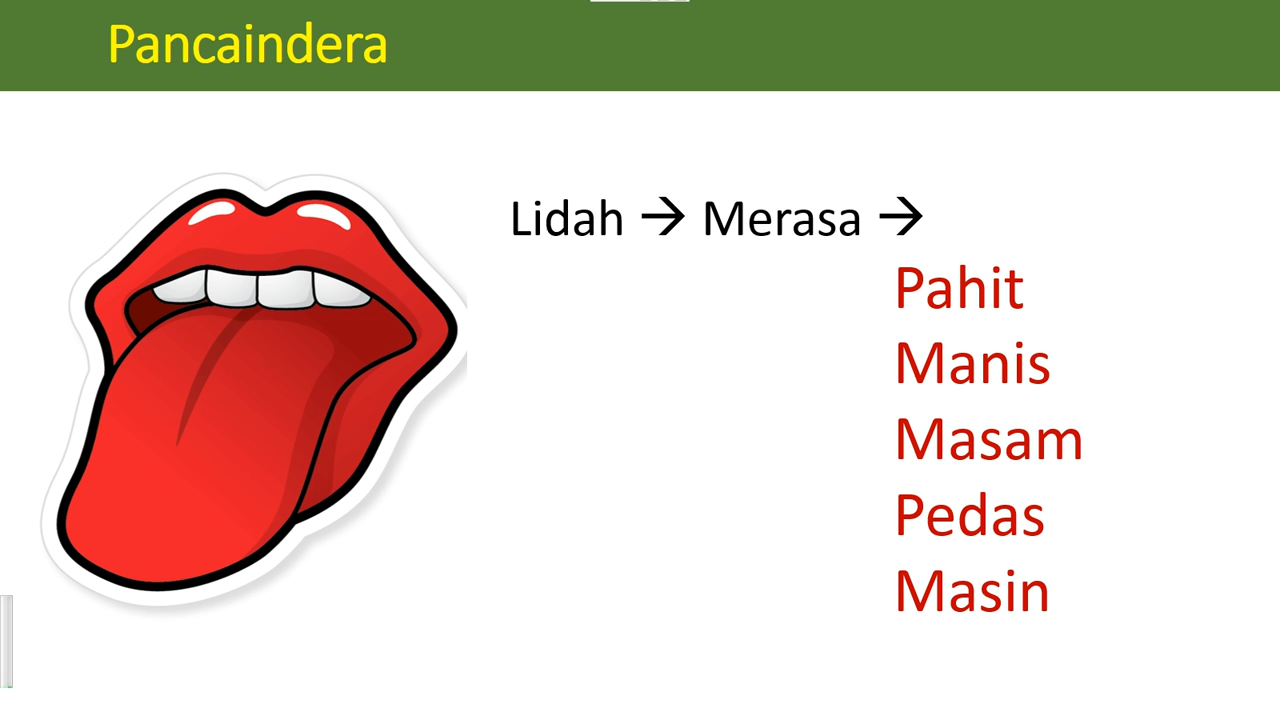 Pancaindera
Lidah → Merasa →
Pahit
Manis
Masam
Pedas
Masin